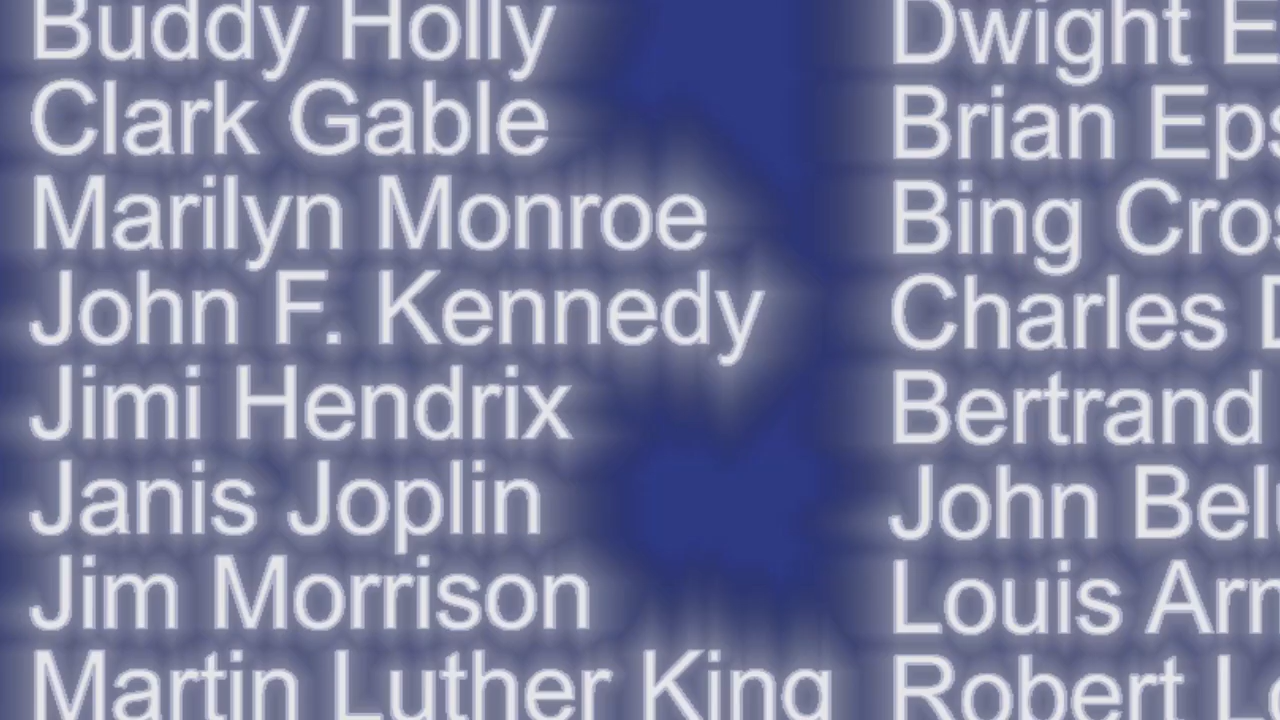 Buddy Holly
Clark Gable
Marilyn Monroe
John F. Kennedy
Jimi Hendrix
Janis Joplin
Jim Morrison
Martin Luther King
Dwight
Brian
Bing
Charles
Bertrand
John
Louis
Robert